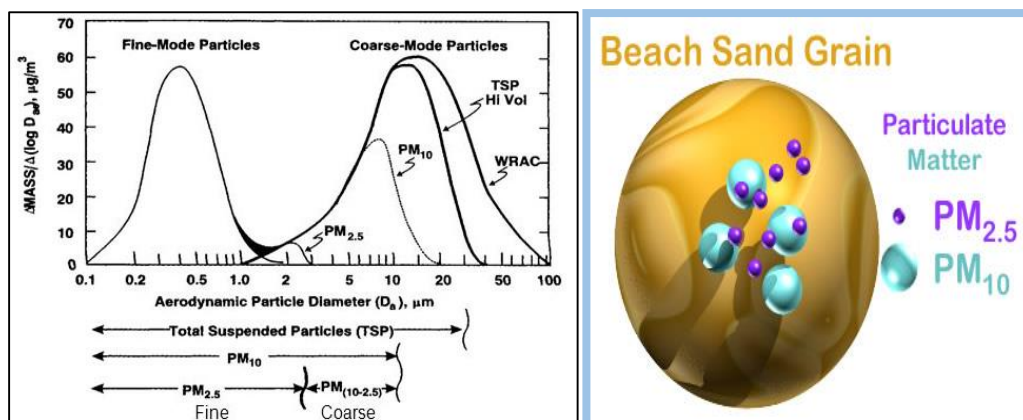 70
60
50
40
30
20
10
0
ΔMASS/Δ(log Dae), μg/m³
Fine-Mode Particles
Coarse-Mode Particles
TSP
Hi Vol
PM10
WRAC
PM2.5
0.1 0.2 0.5 1.0 2 5 10 20 50 100
Aerodynamic Particle Diameter (Da), μm
Total Suspended Particles (TSP)
PM10
PM2.5 PM(10-2.5)
Fine Coarse
Beach Sand Grain
Particulate
Matter
PM2.5
PM10